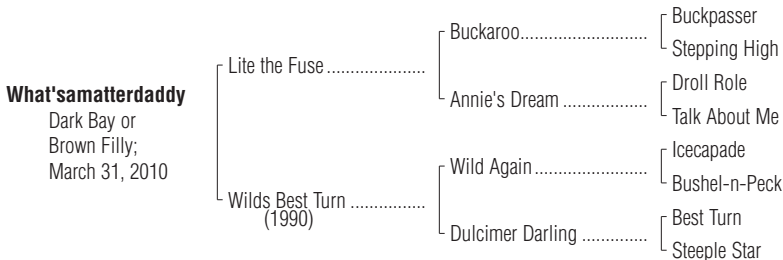 Buckpasser
Buckaroo..............................
Stepping High
Lite the Fuse .....................
What'samatterdaddy
Droll Role
Annie's Dream ....................
Talk About Me
Dark Bay or
Brown Filly;
March 31, 2010
Icecapade
Wild Again...........................
Bushel-n-Peck
Wilds Best Turn ................
(1990)
Best Turn
Dulcimer Darling ...............
Steeple Star